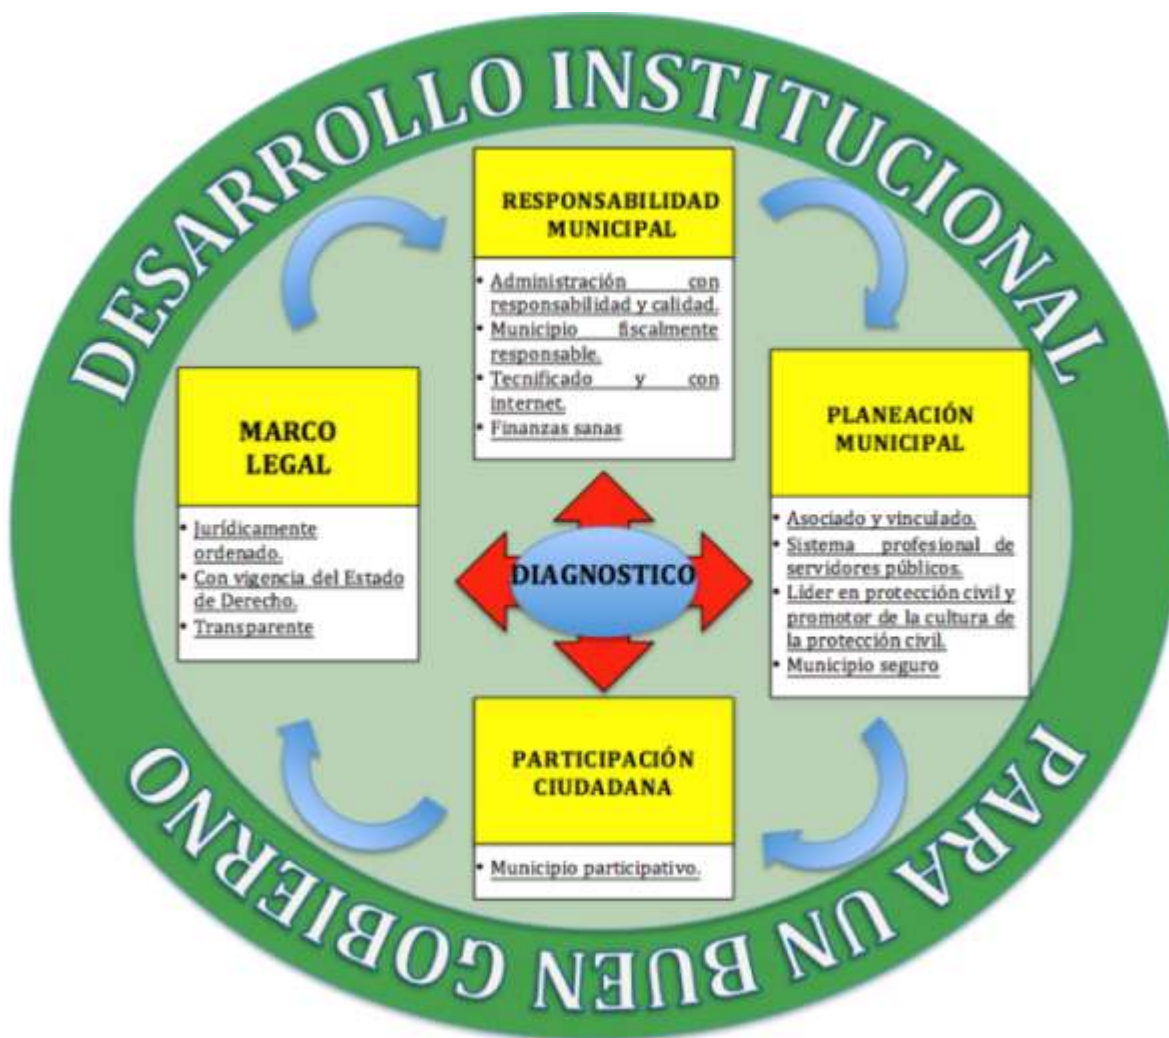 DESARROLLO INSTITUCIONAL
RESPONSABILIDAD
MUNICIPAL
• Administración con
responsabilidad y calidad.
• Municipio fiscalmente
responsable.
• Tecnificado y con
internet.
• Finanzas sanas
MARCO
LEGAL
• Jurídicamente
ordenado.
• Con vigencia del Estado
de Derecho.
• Transparente
DIAGNOSTICO
PLANEACIÓN
MUNICIPAL
• Asociado y vinculado.
• Sistema profesional de
servidores públicos.
• Líder en protección civil y
promotor de la cultura de
la protección civil.
• Municipio seguro
PARTICIPACIÓN
CIUDADANA
• Municipio participativo.
PARA UN BUEN GOBIERNO